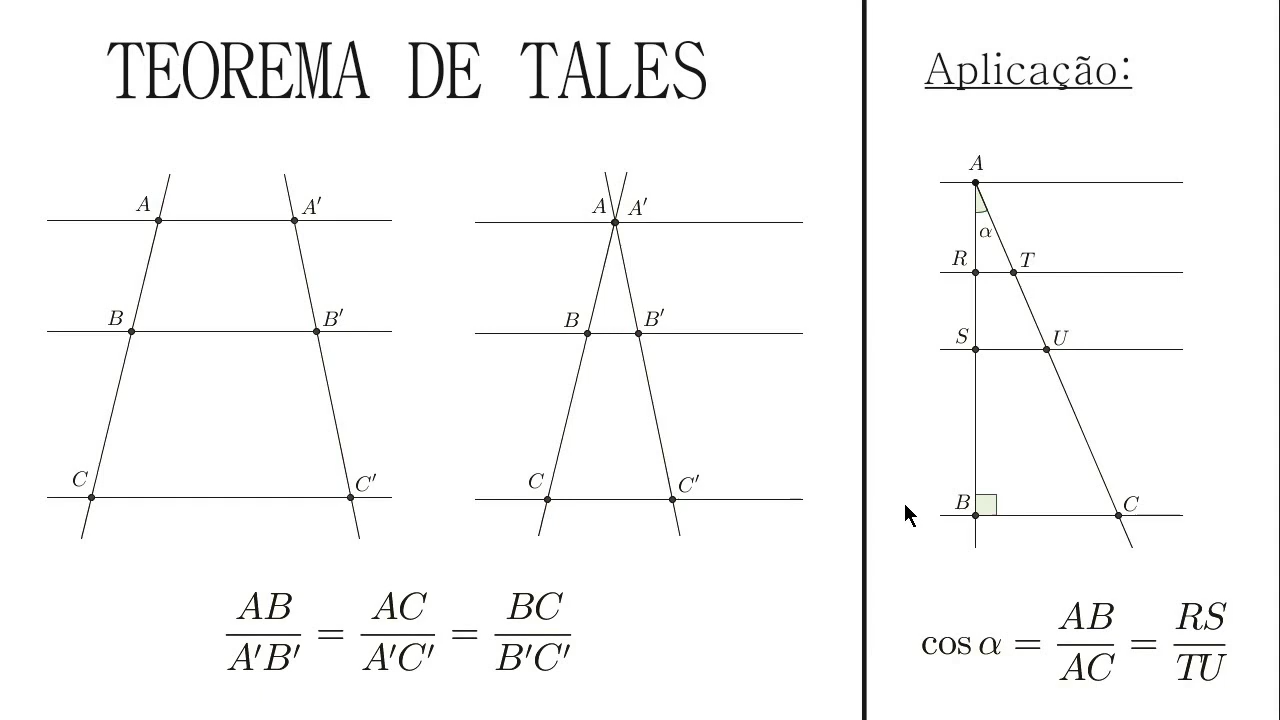 TEOREMA DE TALES
A A'
B B'
C C'
A A'
B B'
C C'
AB/A'B' = AC/A'C' = BC/B'C'
Aplicação:
A
α
R T
S U
B C
cos α = AB/AC = RS/TU